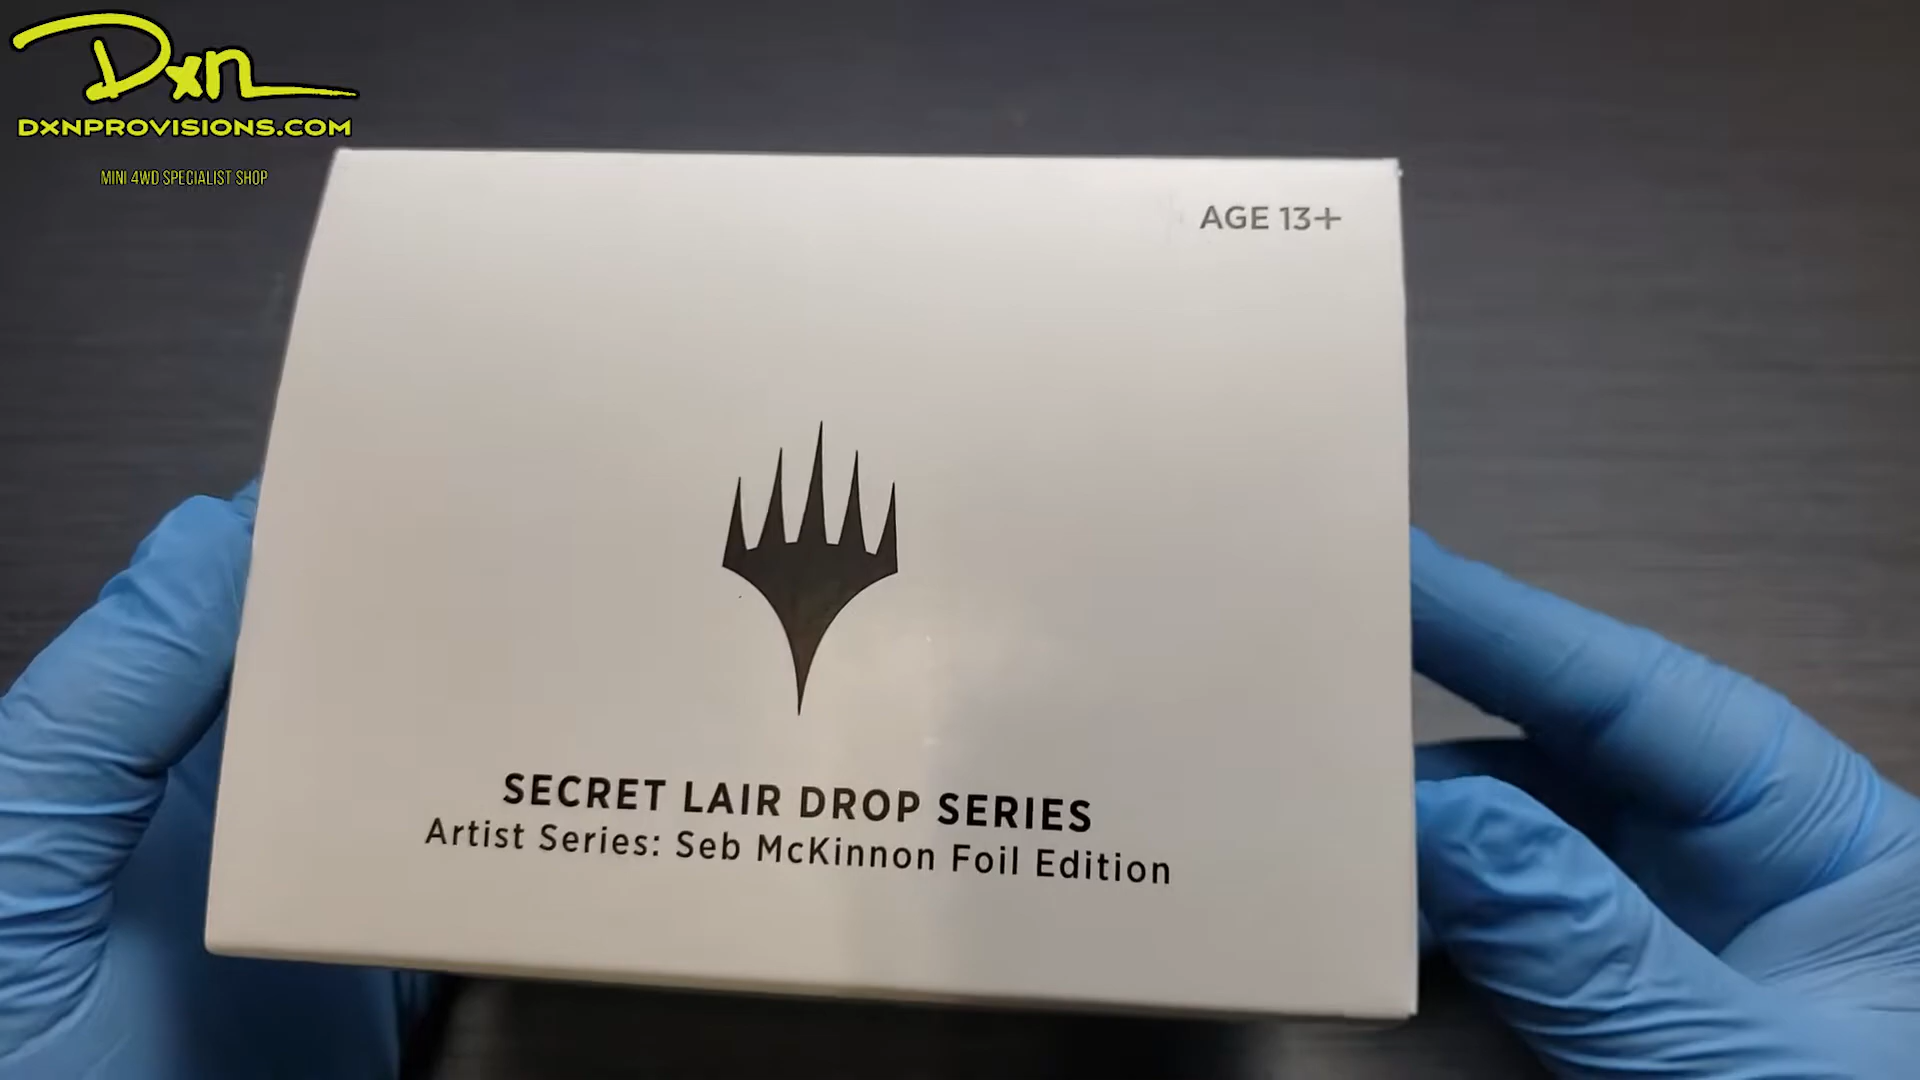 Dxn
DXNPROVISIONS.COM
MINI 4WD SPECIALIST SHOP
AGE 13+
SECRET LAIR DROP SERIES
Artist Series: Seb McKinnon Foil Edition